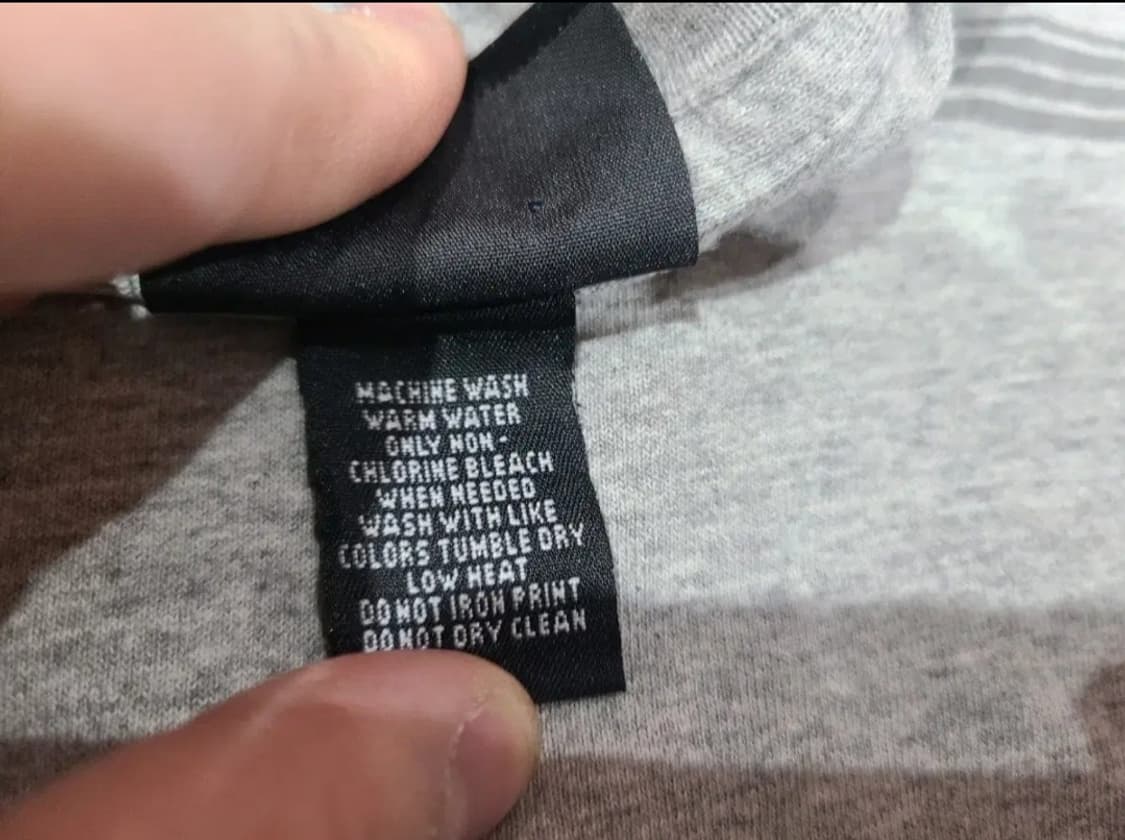 MACHINE WASH
WARM WATER
ONLY NON-
CHLORINE BLEACH
WHEN NEEDED
WASH WITH LIKE
COLORS TUMBLE DRY
LOW HEAT
DO NOT IRON PRINT
DO NOT DRY CLEAN